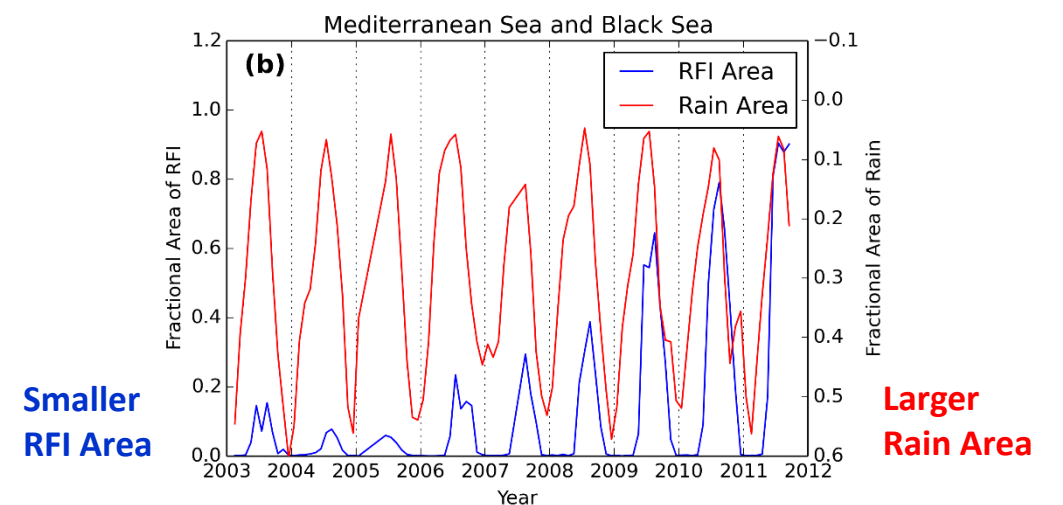 Mediterranean Sea and Black Sea
(b)
RFI Area
Rain Area
1.2
1.0
0.8
0.6
0.4
0.2
0.0
Fractional Area of RFI
−0.1
0.0
0.1
0.2
0.3
0.4
0.5
0.6
Fractional Area of Rain
2003 2004 2005 2006 2007 2008 2009 2010 2011 2012
Year
Smaller
RFI Area
Larger
Rain Area